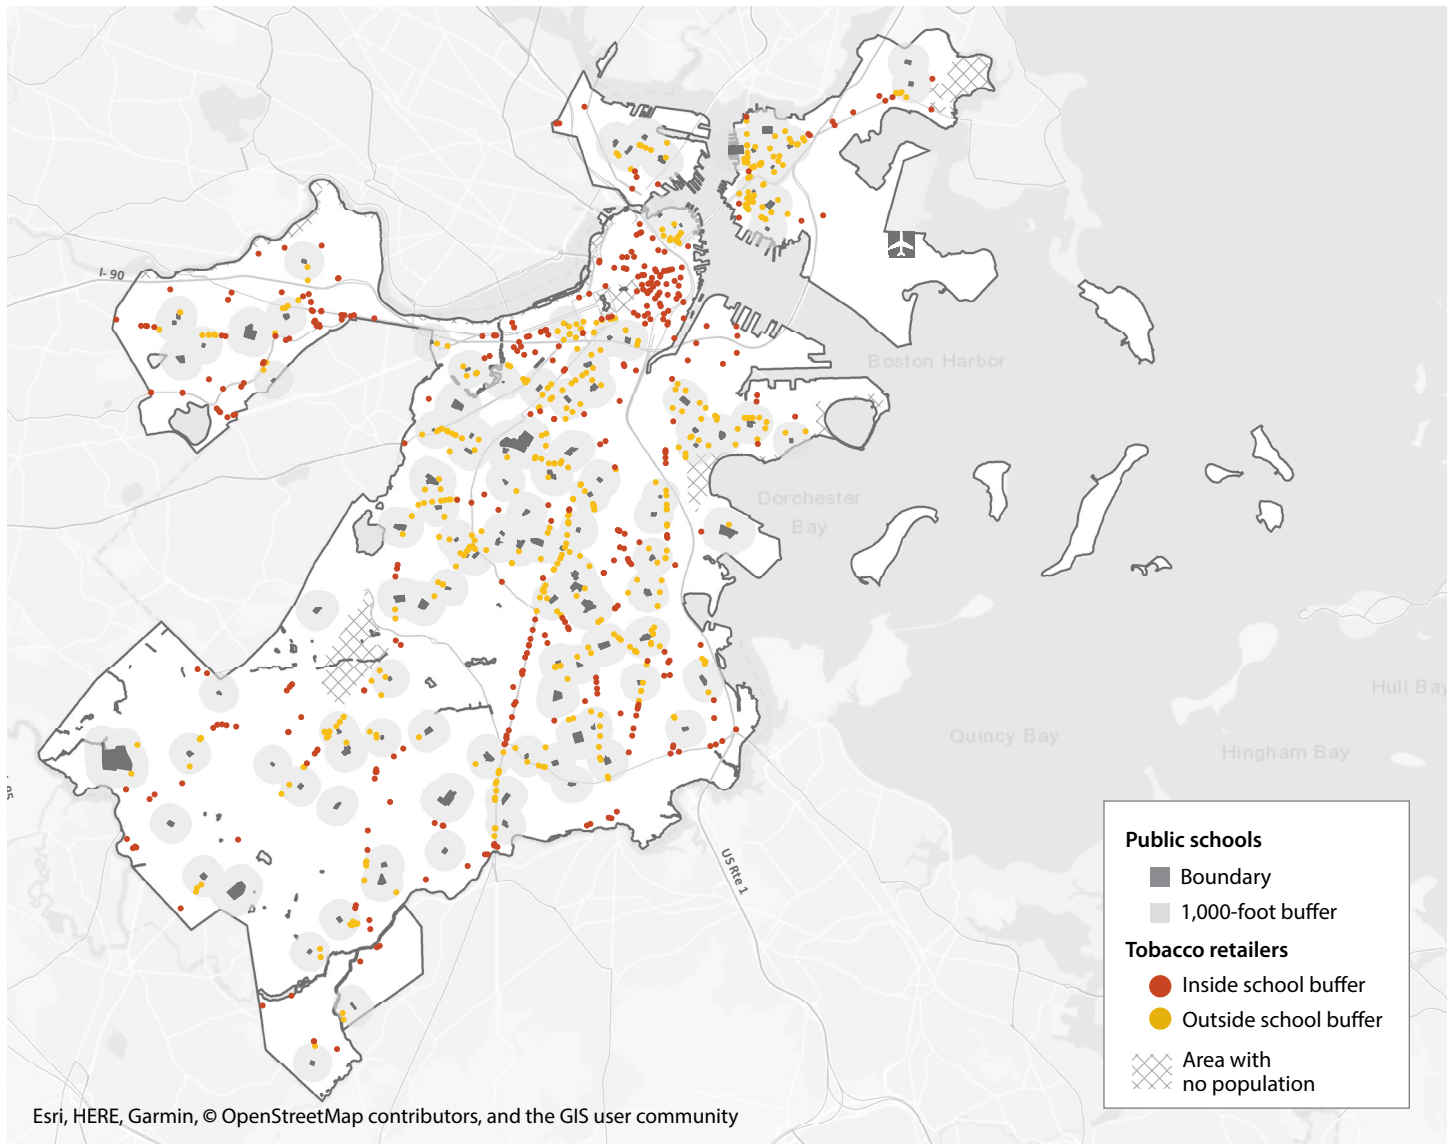 I- 90
Boston Harbor
Dorchester
Bay
Hull Bay
Quincy Bay
Hingham Bay
95
US Rte 1
Public schools
Boundary
1,000-foot buffer
Tobacco retailers
Inside school buffer
Outside school buffer
Area with
no population
Esri, HERE, Garmin, © OpenStreetMap contributors, and the GIS user community